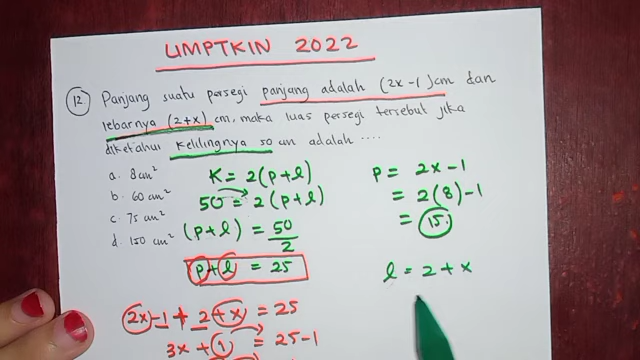 UMPTKIN 2022
12. Panjang suatu persegi panjang adalah (2x-1) cm dan
lebarnya (2+x) cm, maka luas persegi tersebut jika
diketahui kelilingnya 50 cm adalah ....
a. 8 cm²
b. 60 cm²
c. 75 cm²
d. 150 cm²
K = 2(p+l)
50 = 2(p+l)
(p+l) = 50/2
p+l = 25
2x-1 + 2+x = 25
3x+1 = 25-1
p = 2x-1
= 2(8)-1
= 15
l = 2+x